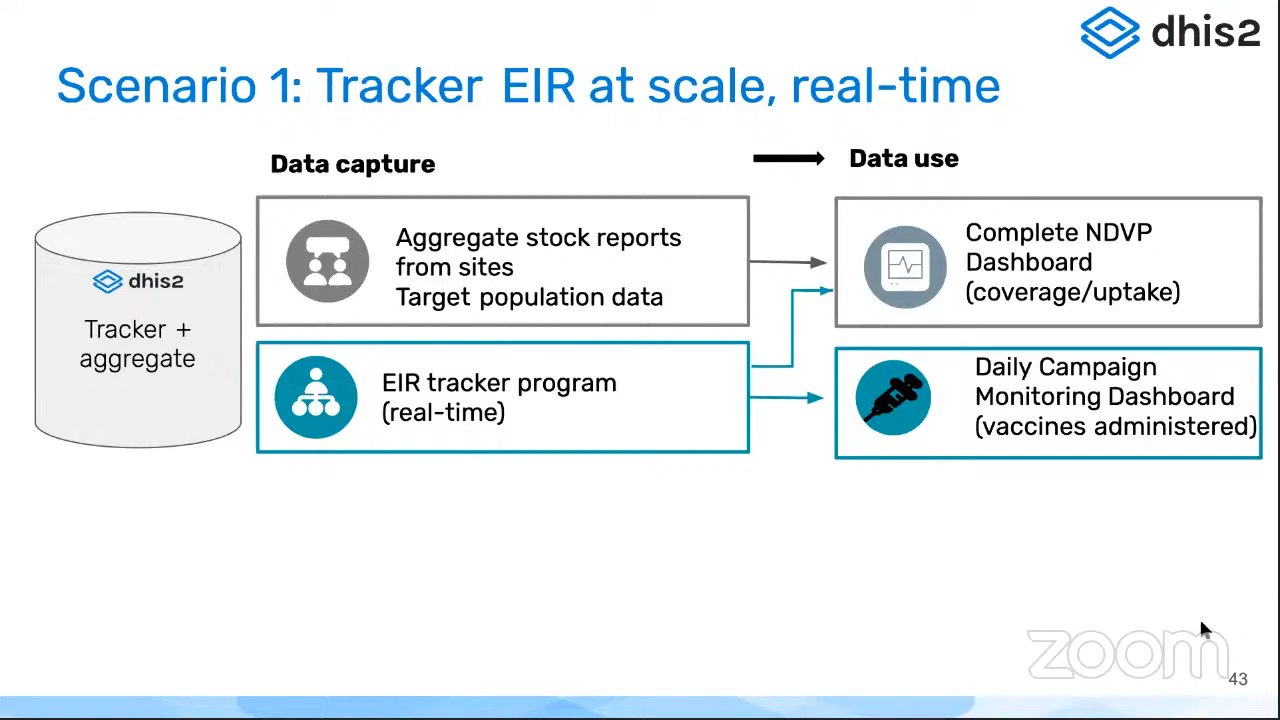 dhis2
Scenario 1: Tracker EIR at scale, real-time
Data capture
Data use
dhis2
Tracker +
aggregate
Aggregate stock reports
from sites
Target population data
Complete NDVP
Dashboard
(coverage/uptake)
EIR tracker program
(real-time)
Daily Campaign
Monitoring Dashboard
(vaccines administered)
zoom
43